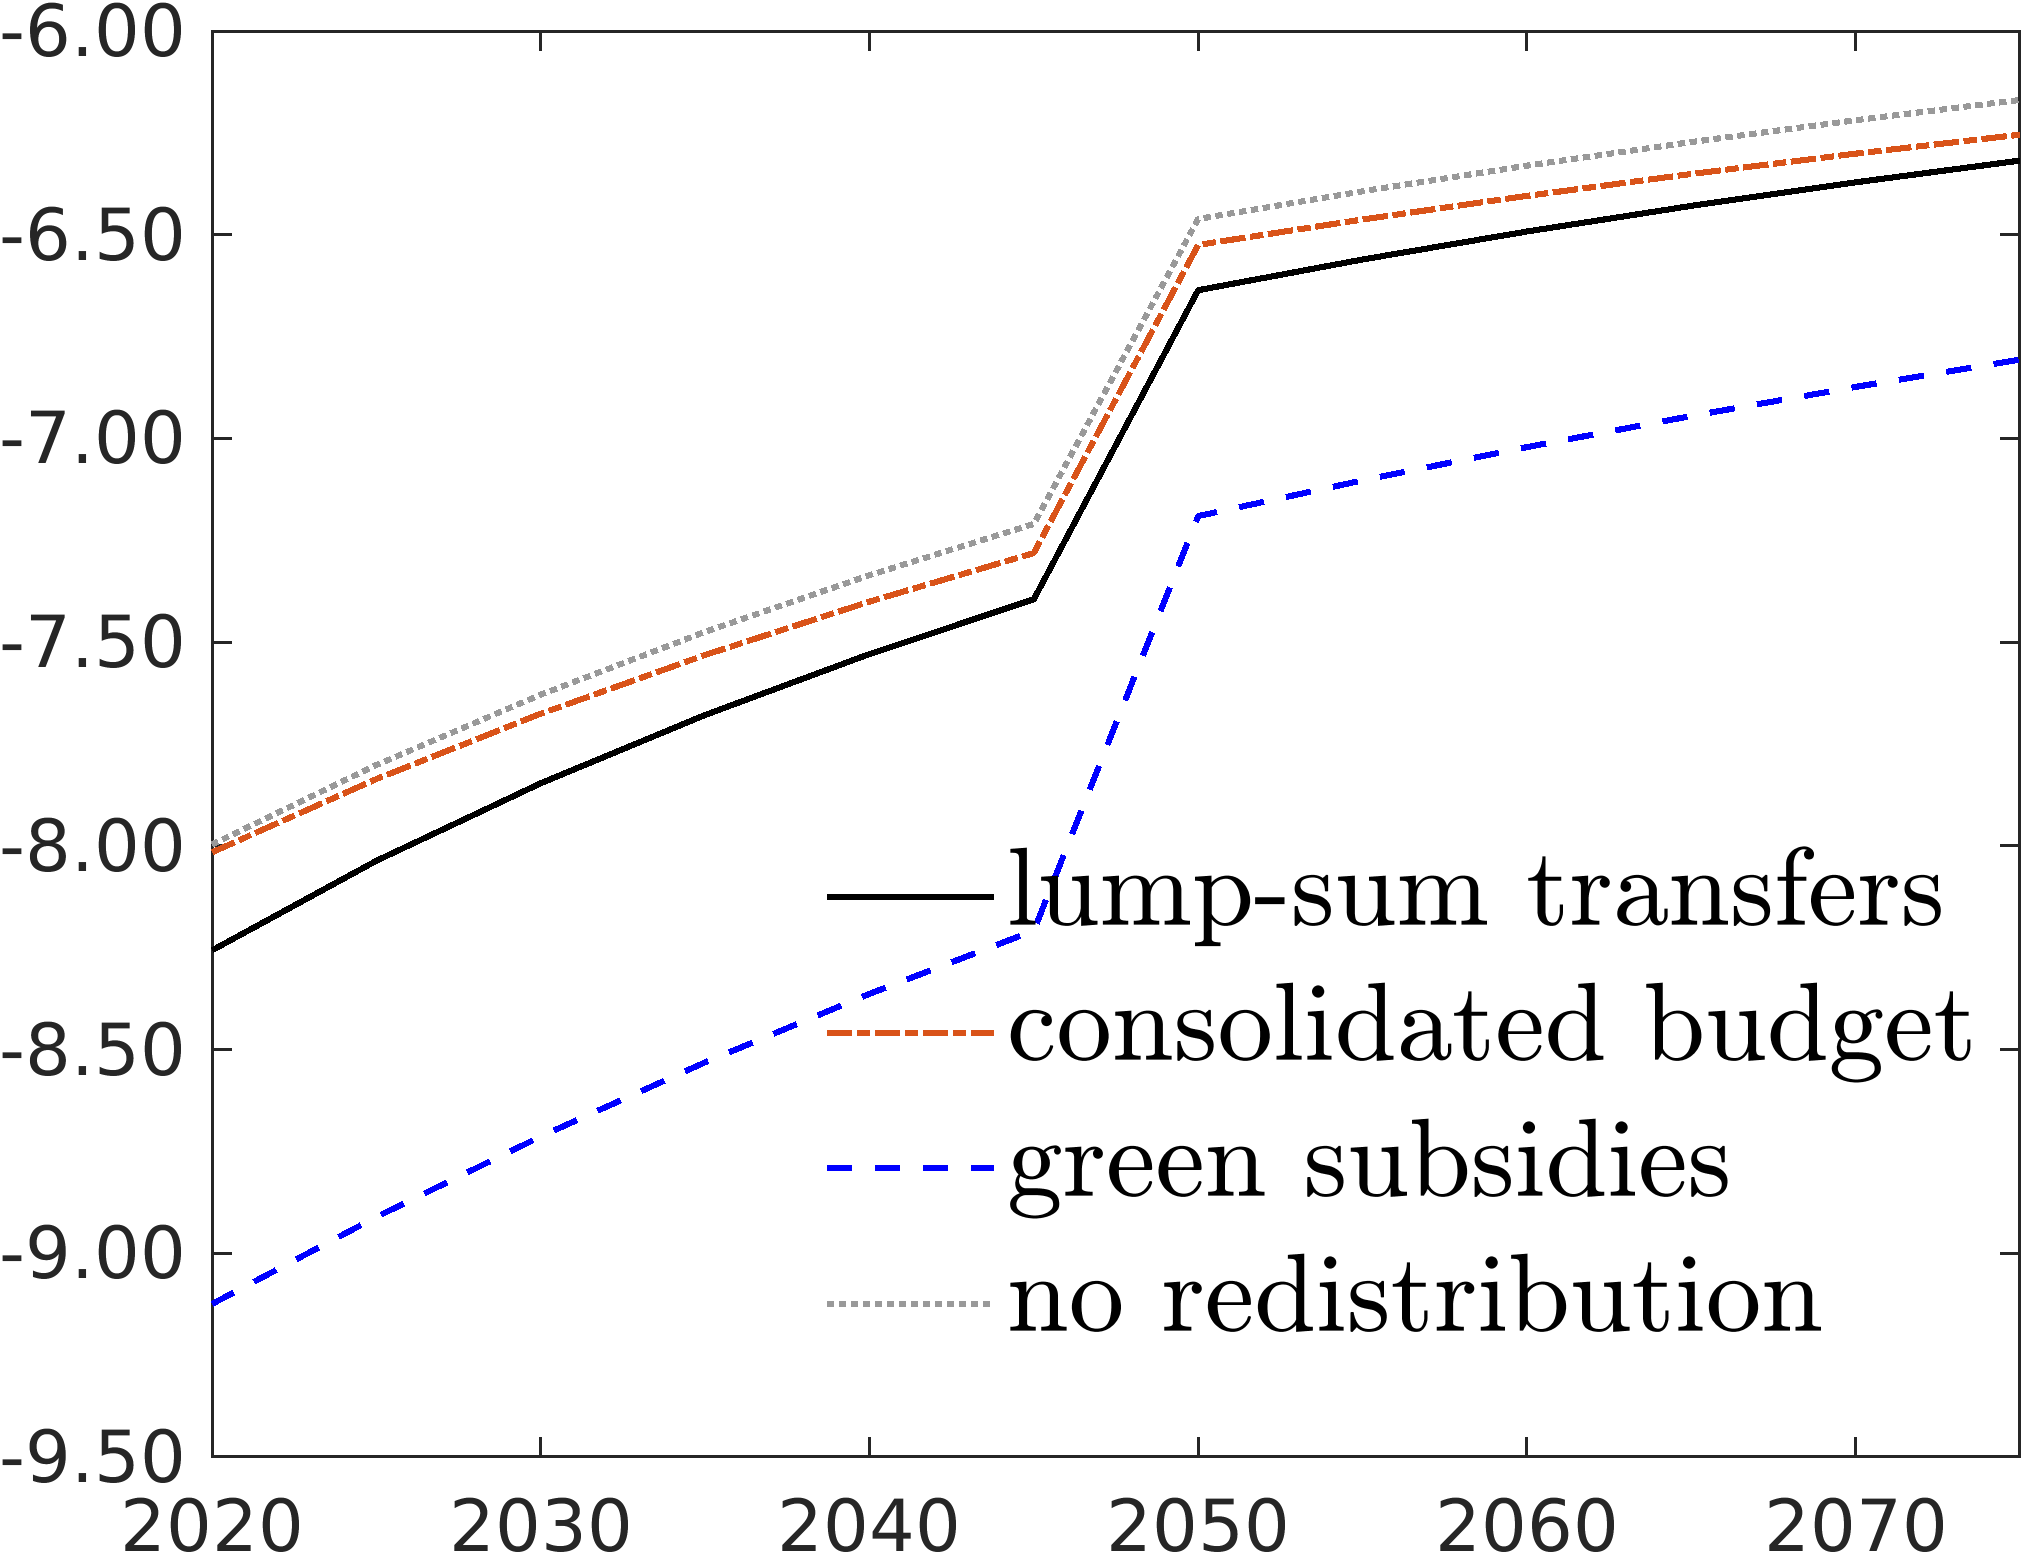 -6.00
-6.50
-7.00
-7.50
-8.00
-8.50
-9.00
-9.50
lump-sum transfers
consolidated budget
green subsidies
no redistribution
2020 2030 2040 2050 2060 2070